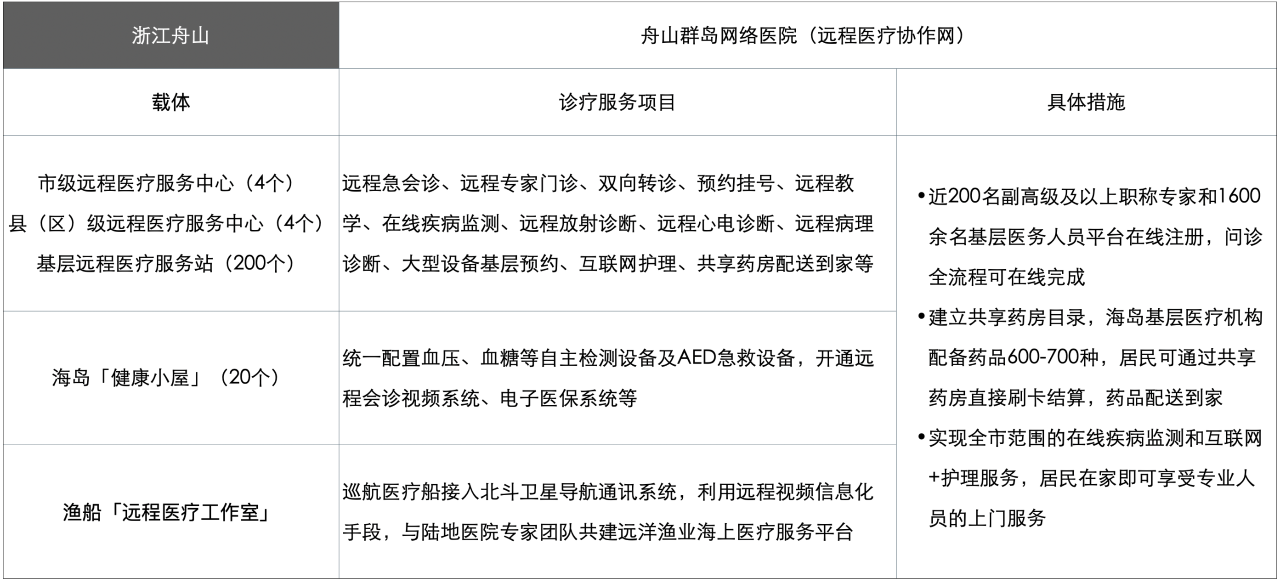 浙江舟山
舟山群岛网络医院（远程医疗协作网）
载体
诊疗服务项目
具体措施
市级远程医疗服务中心（4个）
县（区）级远程医疗服务中心（4个）
基层远程医疗服务站（200个）
远程急会诊、远程专家门诊、双向转诊、预约挂号、远程教
学、在线疾病监测、远程放射诊断、远程心电诊断、远程病理
诊断、大型设备基层预约、互联网护理、共享药房配送到家等
海岛「健康小屋」（20个）
统一配置血压、血糖等自主检测设备及AED急救设备，开通远
程会诊视频系统、电子医保系统等
渔船「远程医疗工作室」
巡航医疗船接入北斗卫星导航通讯系统，利用远程视频信息化
手段，与陆地医院专家团队共建远洋渔业海上医疗服务平台
•近200名副高级及以上职称专家和1600
余名基层医务人员平台在线注册，问诊
全流程可在线完成
•建立共享药房目录，海岛基层医疗机构
配备药品600-700种，居民可通过共享
药房直接刷卡结算，药品配送到家
•实现全市范围的在线疾病监测和互联网
+护理服务，居民在家即可享受专业人
员的上门服务